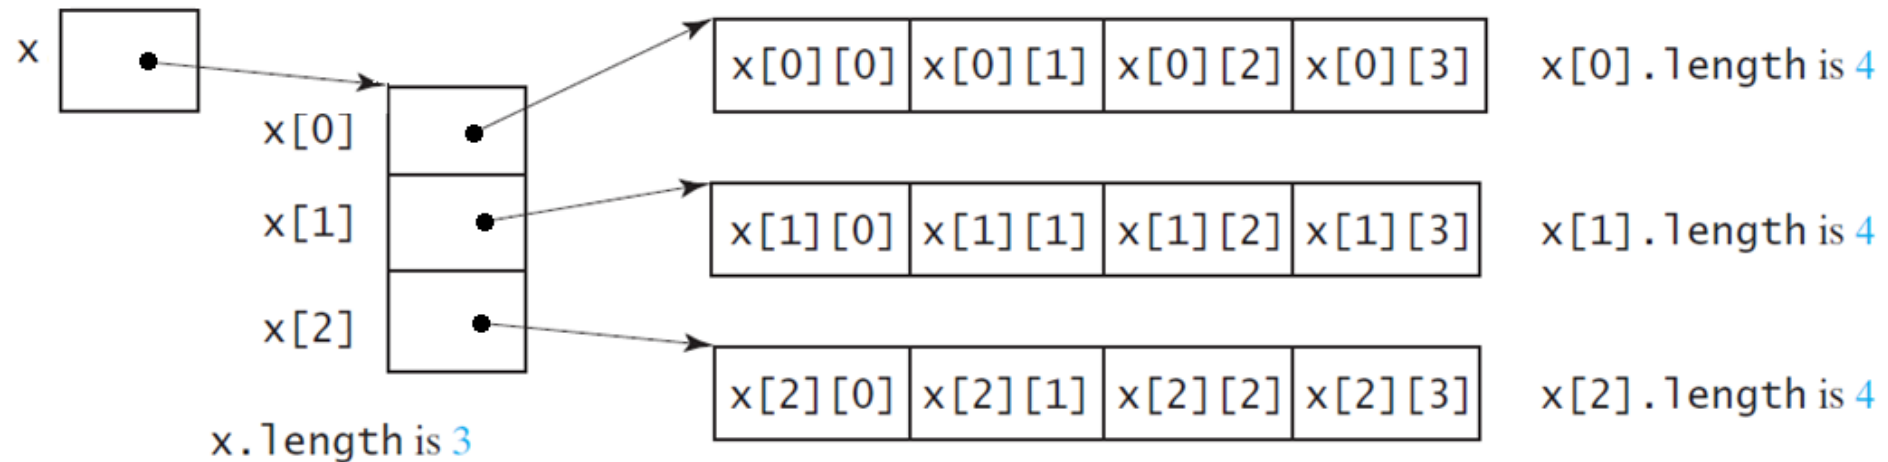 x
x[0][0] x[0][1] x[0][2] x[0][3] x[0].length is 4
x[0]
x[1]
x[1][0] x[1][1] x[1][2] x[1][3] x[1].length is 4
x[2]
x[2][0] x[2][1] x[2][2] x[2][3] x[2].length is 4
x.length is 3